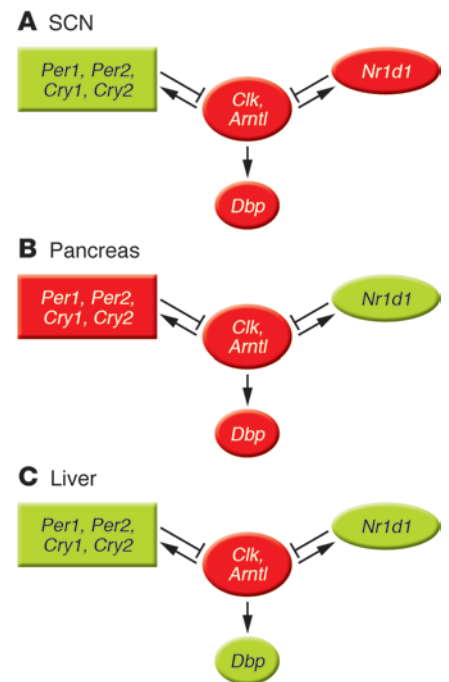 A SCN
Per1, Per2,
Cry1, Cry2
Clk,
Arntl
Nr1d1
Dbp
B Pancreas
Per1, Per2,
Cry1, Cry2
Clk,
Arntl
Nr1d1
Dbp
C Liver
Per1, Per2,
Cry1, Cry2
Clk,
Arntl
Nr1d1
Dbp